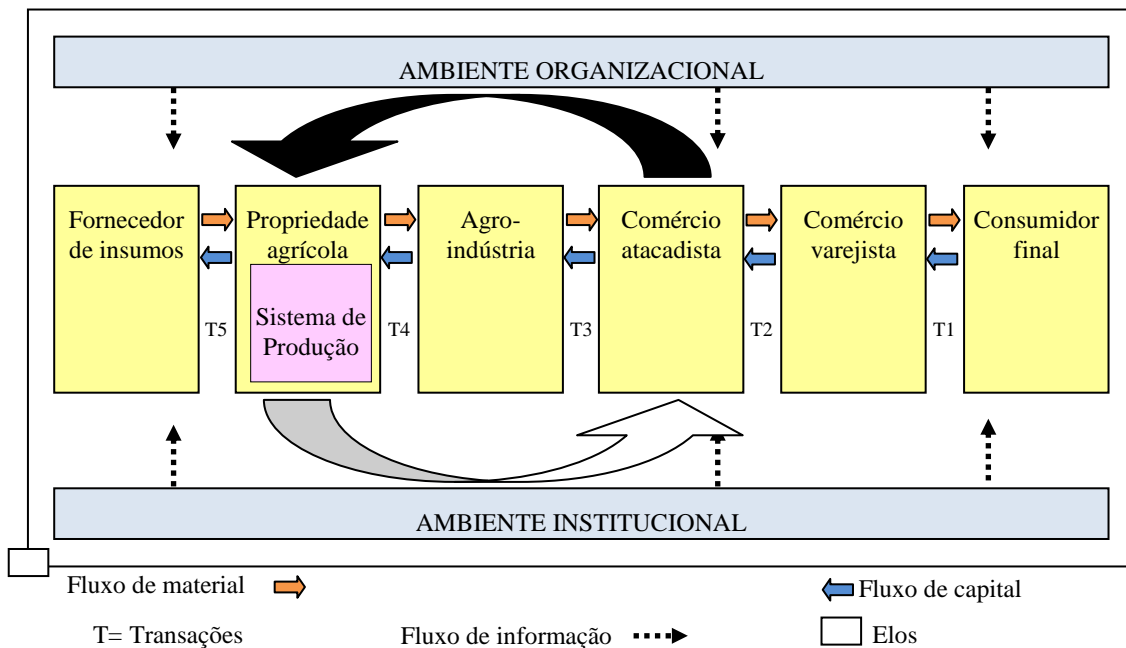 AMBIENTE ORGANIZACIONAL
Fornecedor
de insumos
Propriedade
agrícola
Sistema de
Produção
Agro-
indústria
Comércio
atacadista
Comércio
varejista
Consumidor
final
T5
T4
T3
T2
T1
AMBIENTE INSTITUCIONAL
Fluxo de material
Fluxo de capital
T= Transações
Fluxo de informação
Elos